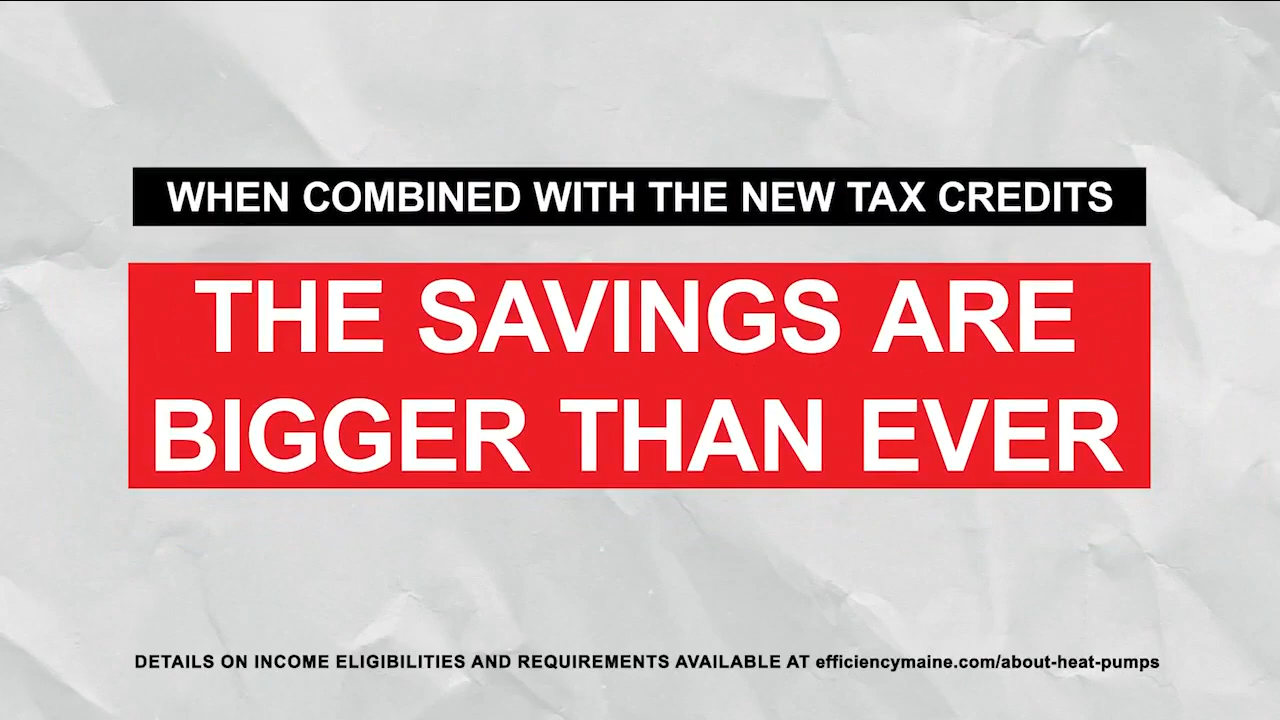 WHEN COMBINED WITH THE NEW TAX CREDITS
THE SAVINGS ARE
BIGGER THAN EVER
DETAILS ON INCOME ELIGIBILITIES AND REQUIREMENTS AVAILABLE AT efficiencymaine.com/about-heat-pumps